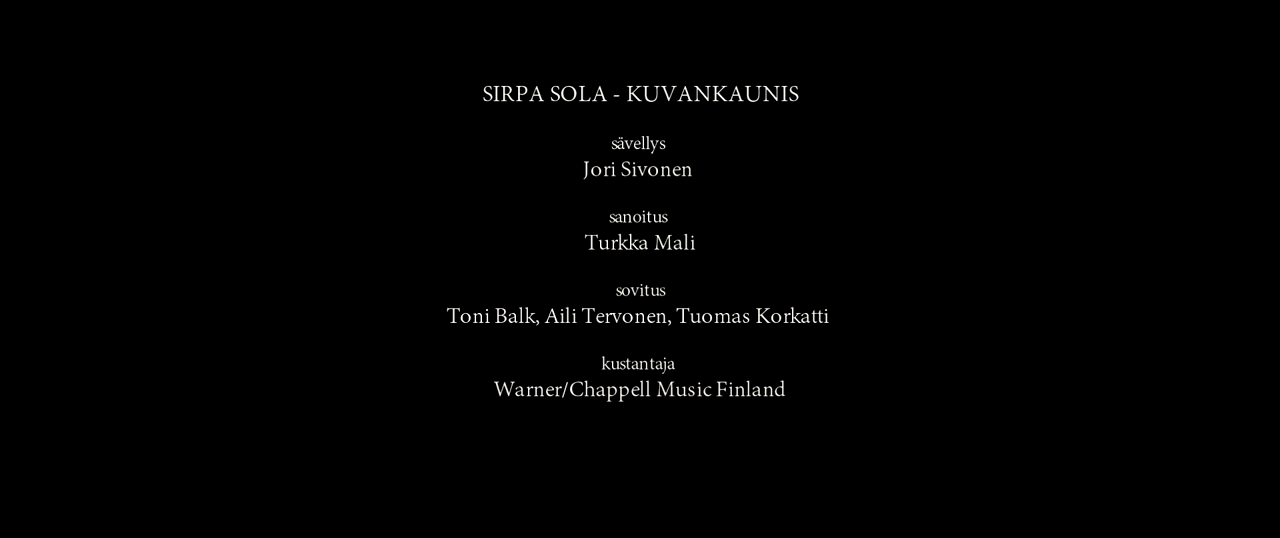 SIRPA SOLA - KUVANKAUNIS
sävellys
Jori Sivonen
sanoitus
Turkka Mali
sovitus
Toni Balk, Aili Tervonen, Tuomas Korkatti
kustantaja
Warner/Chappell Music Finland